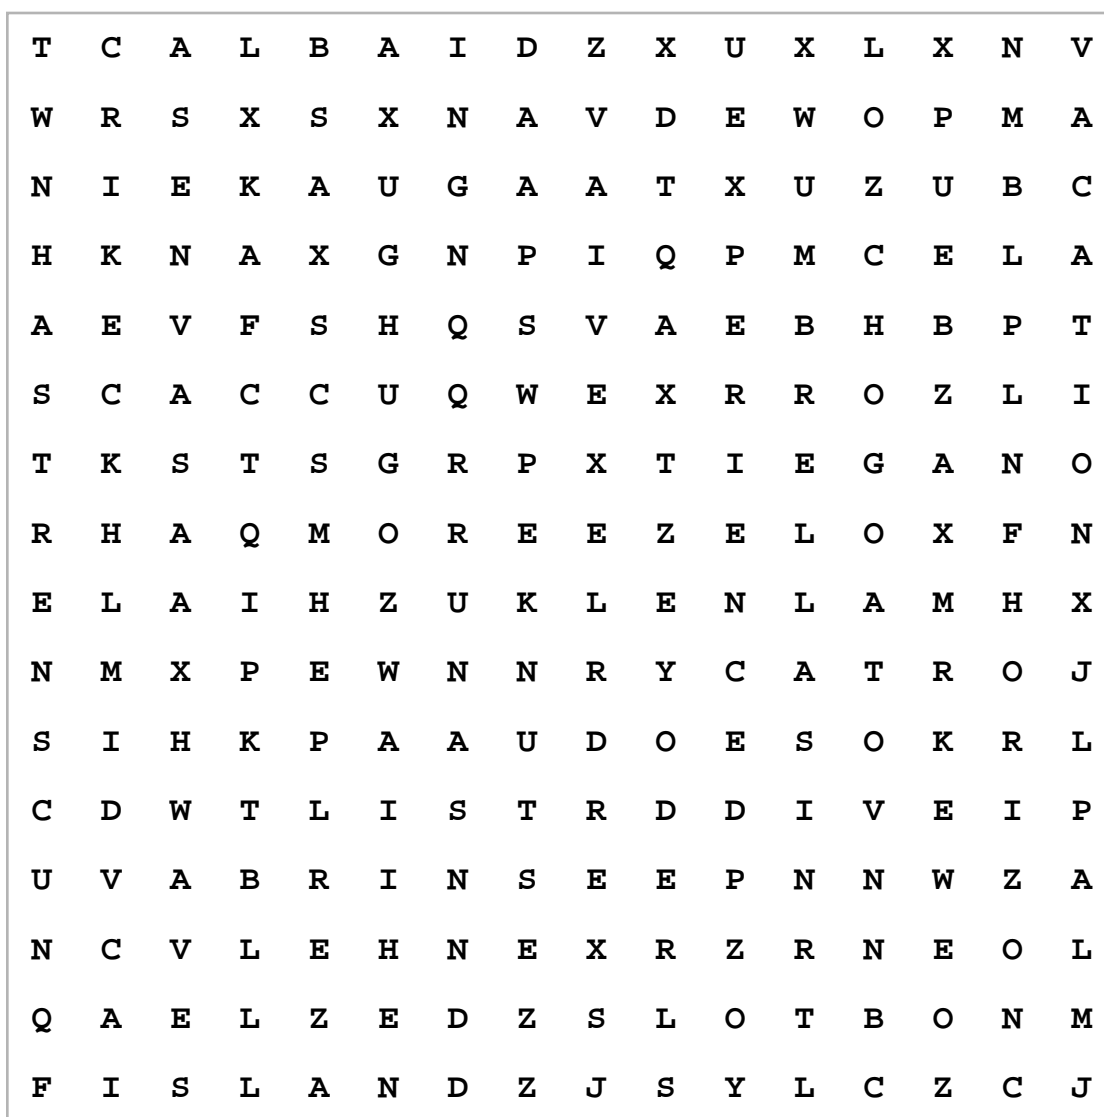 T C A L B A I D Z X U X L X N V
W R S X S X N A V D E W O P M A
N I E K A U G A A T X U Z U B C
H K N A X G N P I Q P M C E L A
A E V F S H Q S V A E B H B P T
S C A C C U Q W E X R R O Z L I
T K S T S G R P X T I E G A N O
R H A Q M O R E E Z E L O X F N
E L A I H Z U K L E N L A M H X
N M X P E W N N R Y C A T R O J
S I H K P A A U D O E S O K R L
C D W T L I S T R D D I V E I P
U V A B R I N S E E P N N W Z A
N C V L E H N E X R Z R N E O L
Q A E L Z E D Z S L O T B O N M
F I S L A N D Z J S Y L C Z C J